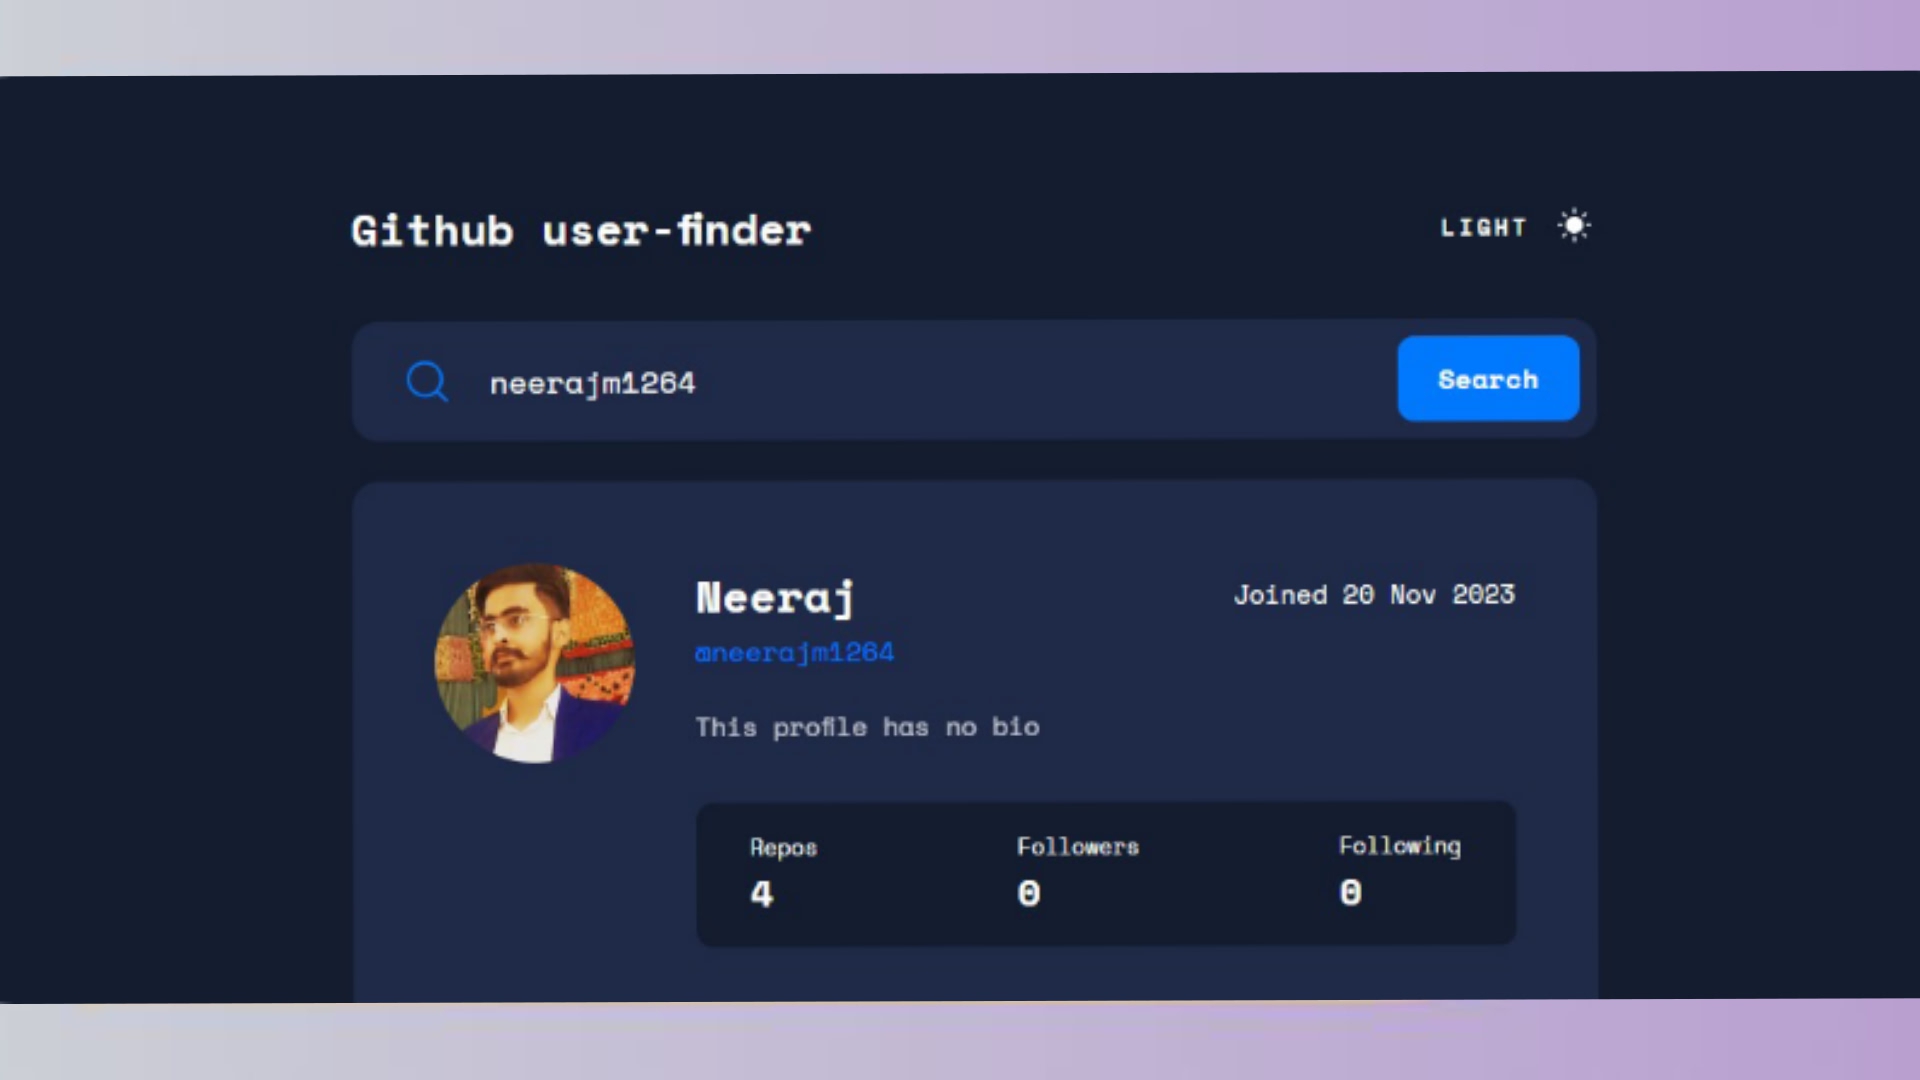 Github user-finder
LIGHT
neerajm1264
Search
Neeraj
Joined 20 Nov 2023
@neerajm1264
This profile has no bio
Repos Followers Following
4 0 0